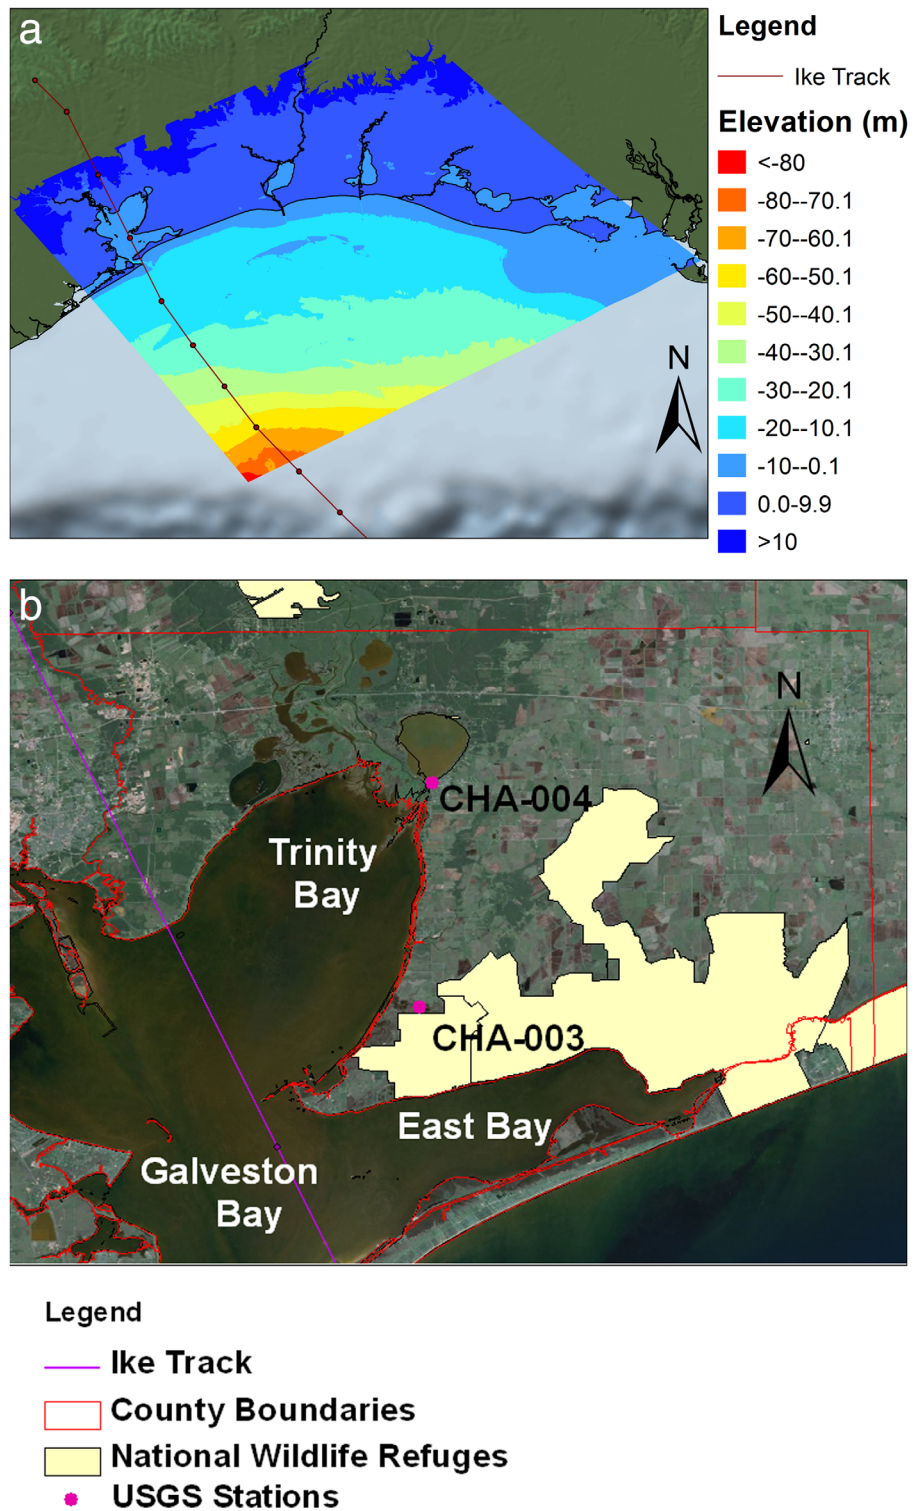 a
Legend
Ike Track
Elevation (m)
<-80
-80--70.1
-70--60.1
-60--50.1
-50--40.1
-40--30.1
-30--20.1
-20--10.1
-10--0.1
0.0-9.9
>10
N
b
N
CHA-004
Trinity
Bay
CHA-003
East Bay
Galveston
Bay
Legend
Ike Track
County Boundaries
National Wildlife Refuges
USGS Stations